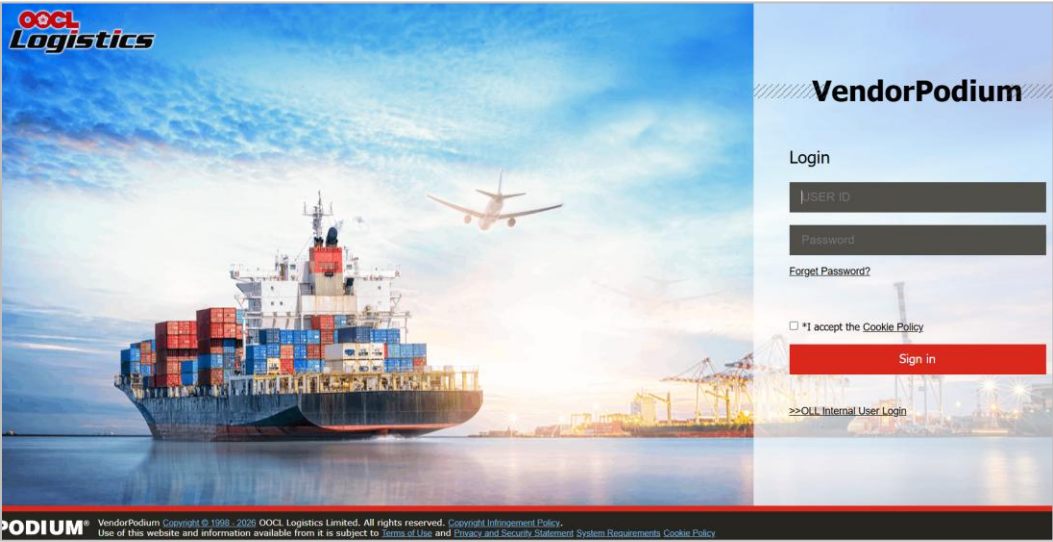 OOCL
Logistics
VendorPodium
Login
USER ID
Password
Forget Password?
*I accept the Cookie Policy
Sign in
>>OLL Internal User Login
PODIUM®
VendorPodium Copyright © 1998 - 2026 OOCL Logistics Limited. All rights reserved. Copyright Infringement Policy.
Use of this website and information available from it is subject to Terms of Use and Privacy and Security Statement System Requirements Cookie Policy